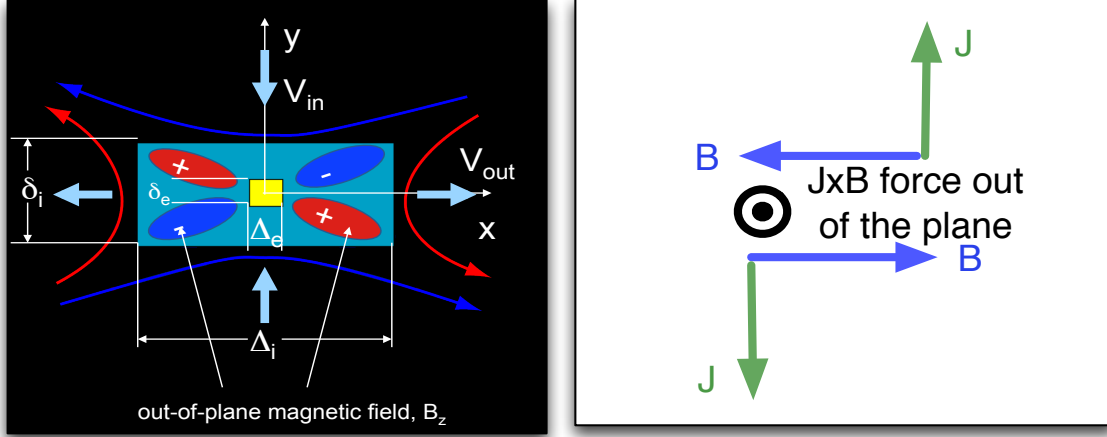 y
V_in
+
-
V_out
δ_i
δ_e
-
+
Δ_e
x
Δ_i
out-of-plane magnetic field, B_z
J
B
JxB force out
of the plane
B
J